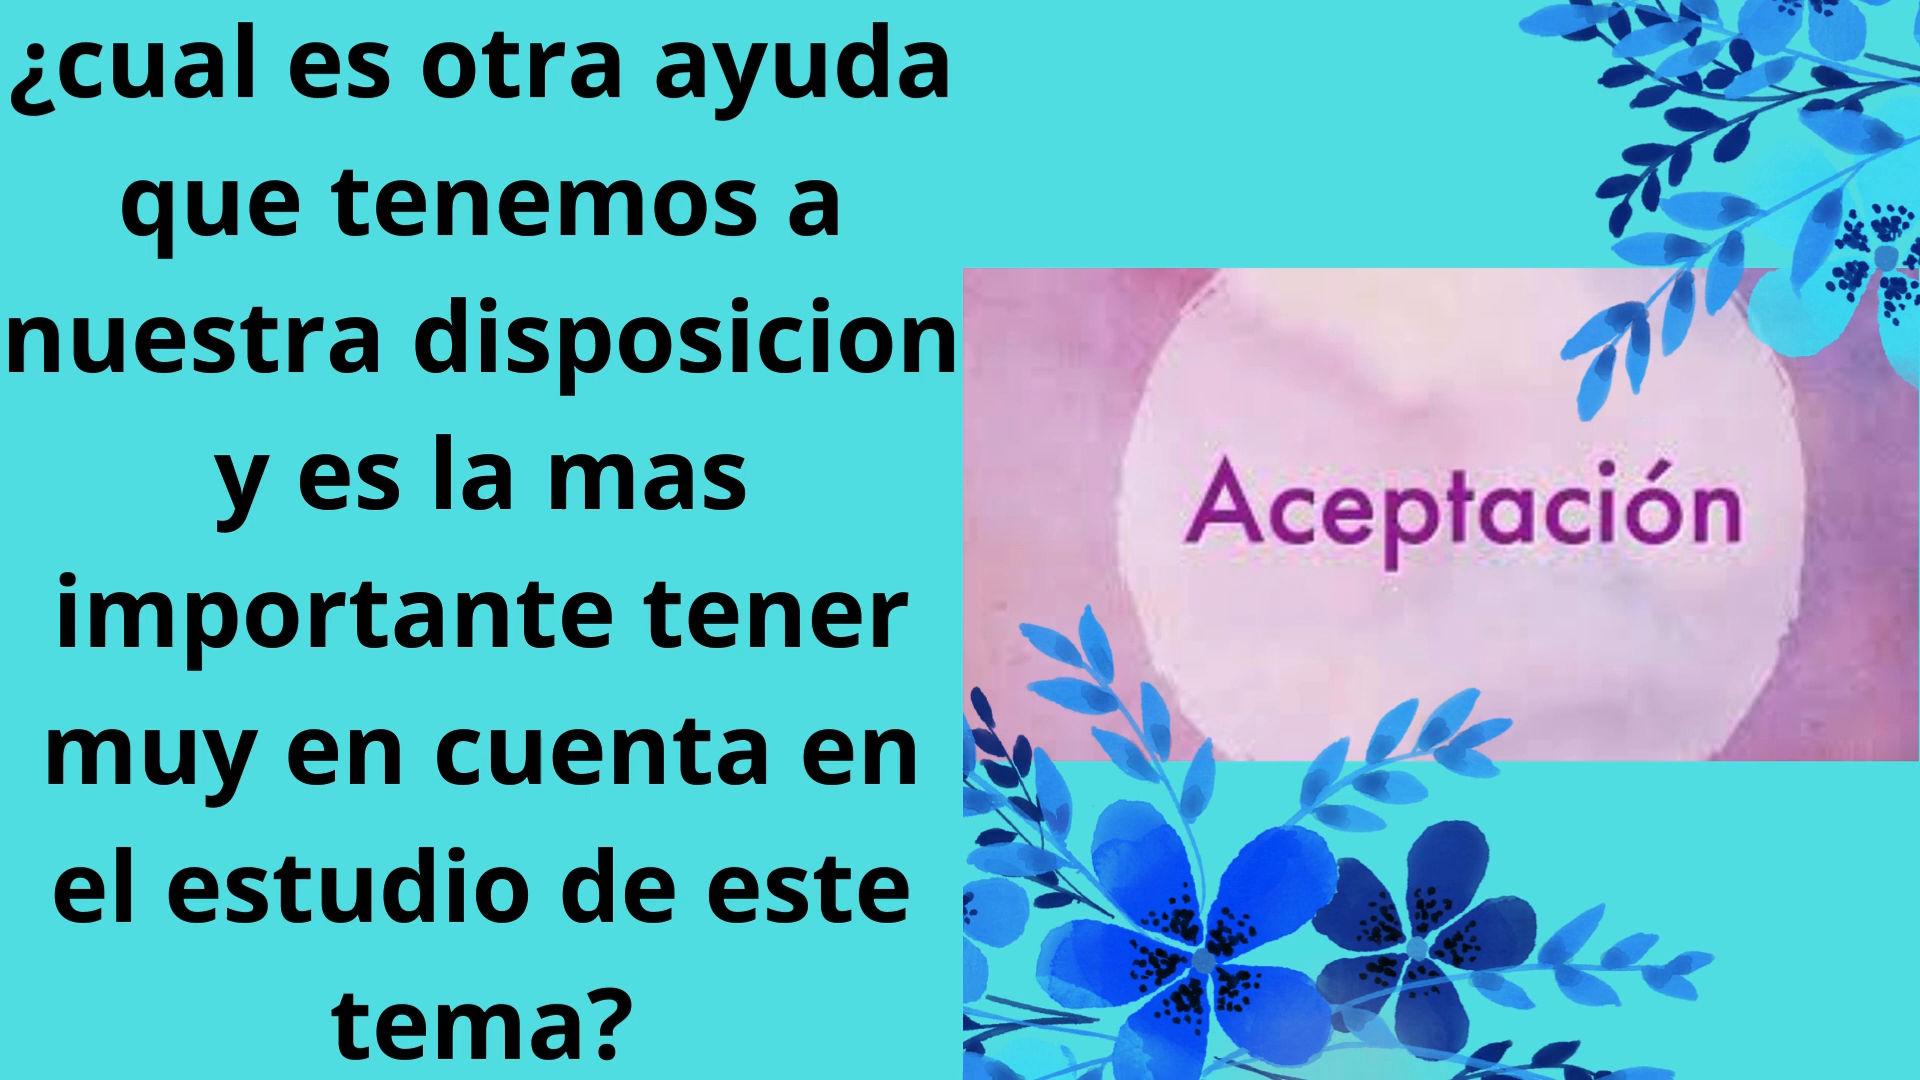 ¿cual es otra ayuda
que tenemos a
nuestra disposicion
y es la mas
importante tener
muy en cuenta en
el estudio de este
tema?
Aceptación